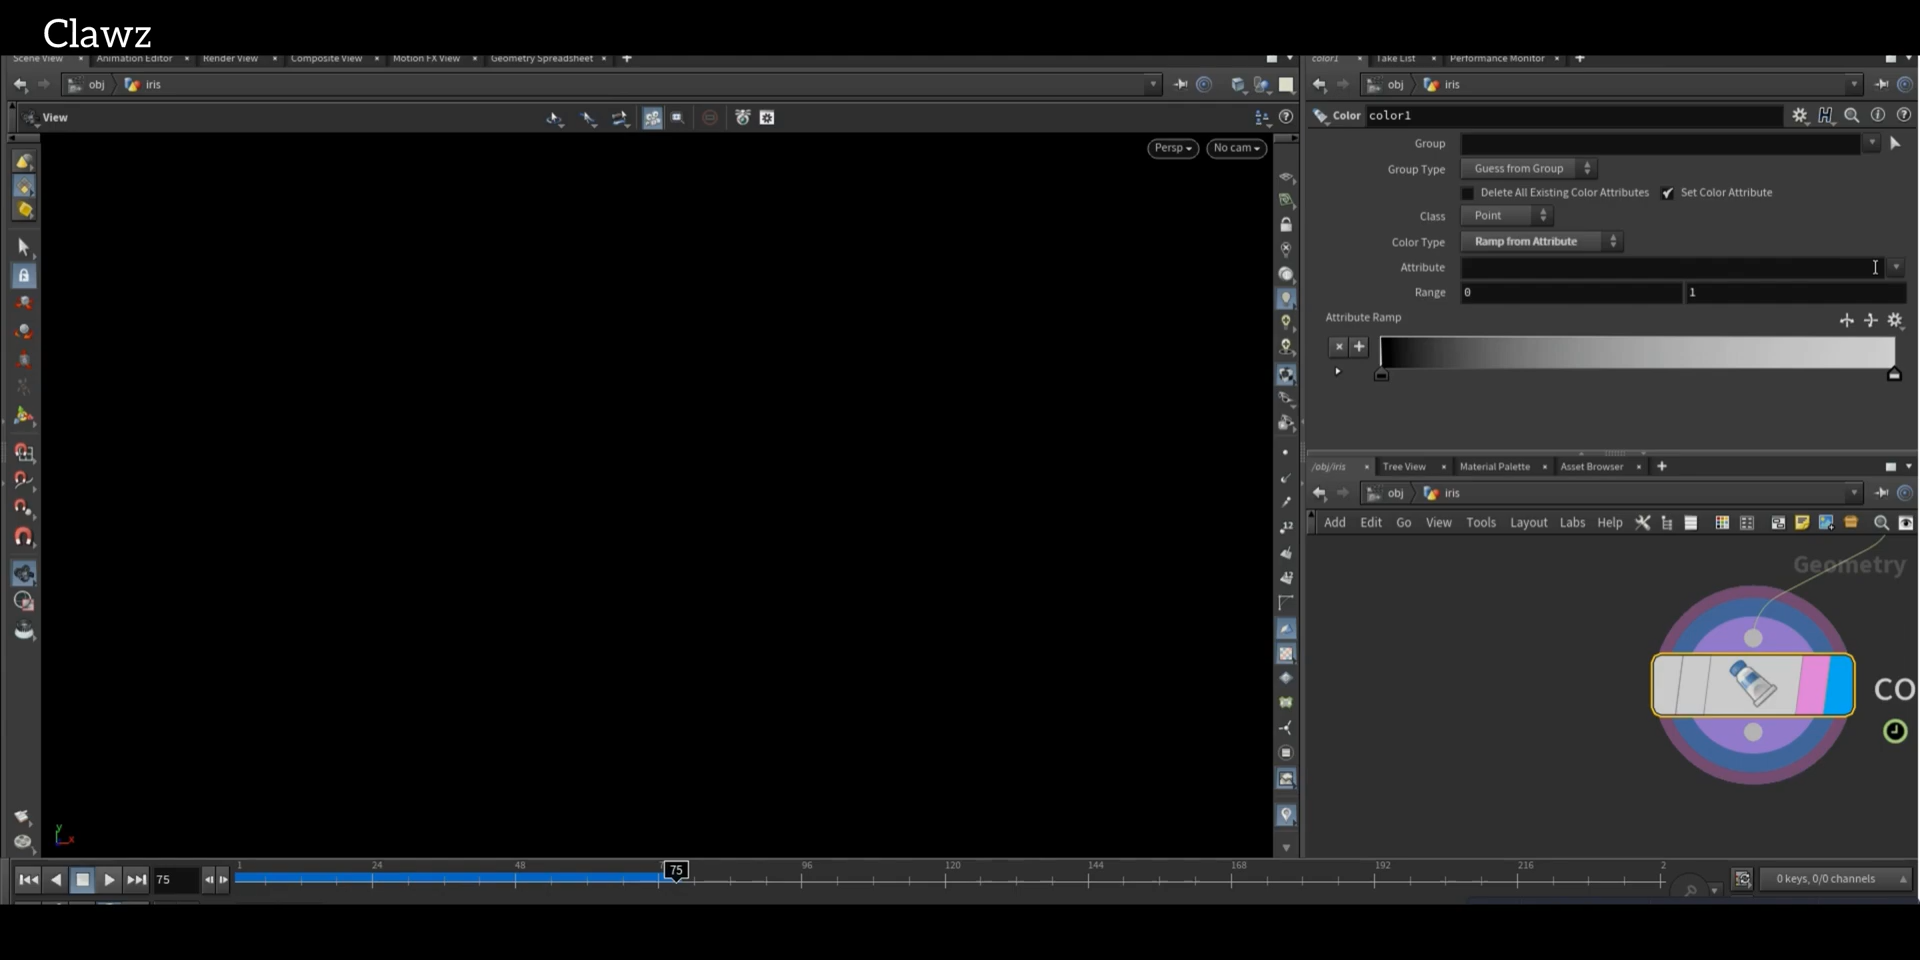 Clawz
Scene View × Animation Editor × Render View × Composite View × Motion FX View × Geometry Spreadsheet × +
color1 × Take List × Performance Monitor × +
obj iris
obj iris
View
Color color1
Persp No cam
Group
Group Type Guess from Group
Delete All Existing Color Attributes Set Color Attribute
Class Point
Color Type Ramp from Attribute
Attribute
Range 0 1
Attribute Ramp
/obj/iris × Tree View × Material Palette × Asset Browser × +
obj iris
Add Edit Go View Tools Layout Labs Help
Geometry
co
12
12
y
x
1 24 48 75 96 120 144 168 192 216 2
75
0 keys, 0/0 channels